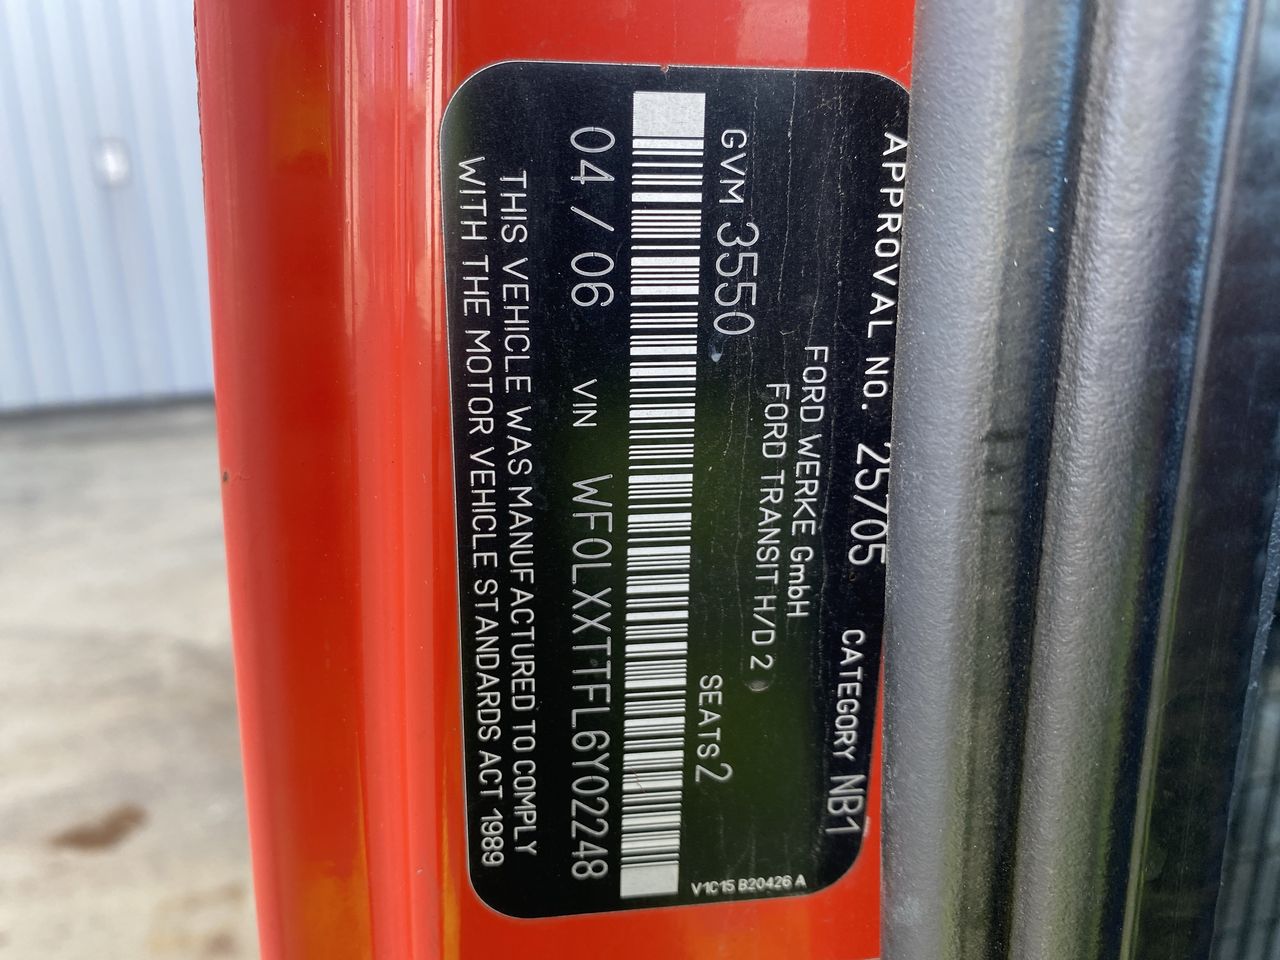 APPROVAL NO. 25705 CATEGORY NB1
FORD WERKE GmbH
FORD TRANSIT H/D 2
GVM 3550 SEATS 2
V1C15 B20426 A
04 / 06 VIN WF0LXXTTFL6Y02248
THIS VEHICLE WAS MANUFACTURED TO COMPLY
WITH THE MOTOR VEHICLE STANDARDS ACT 1989